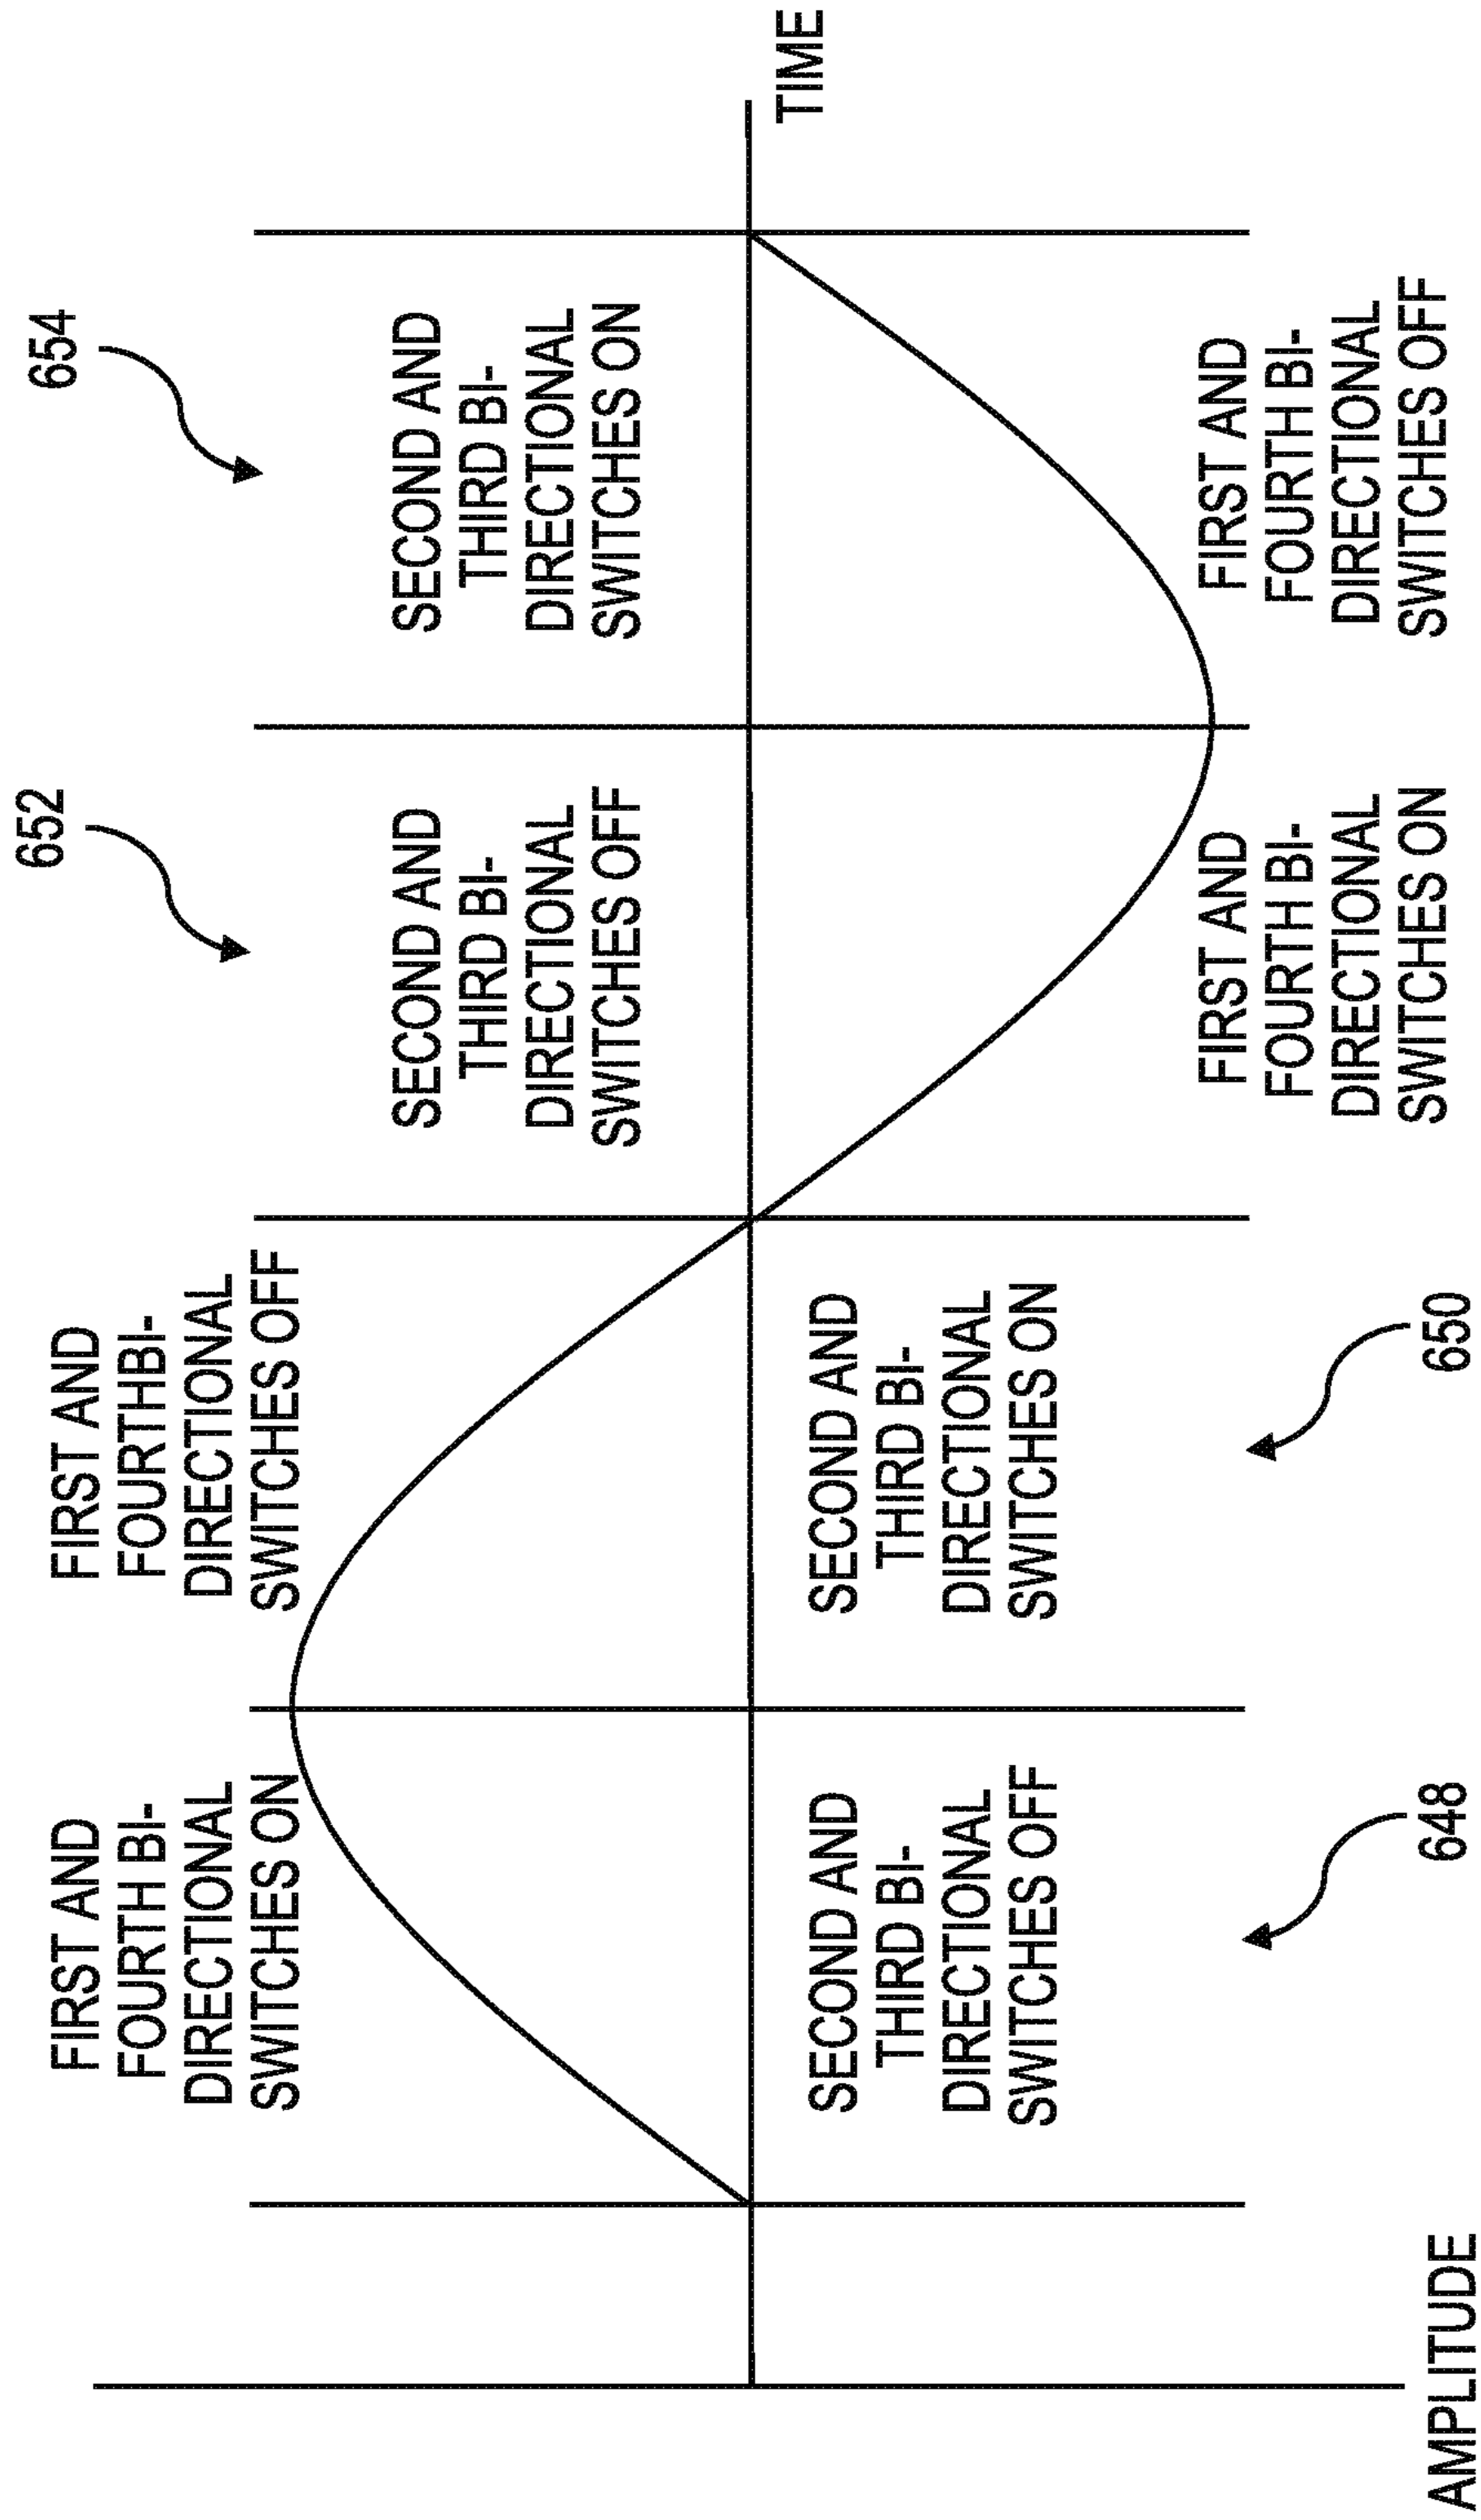 FIRST AND
FOURTH BI-
DIRECTIONAL
SWITCHES ON
FIRST AND
FOURTHBI-
DIRECTIONAL
SWITCHES OFF
652
654
SECOND AND
THIRD BI-
DIRECTIONAL
SWITCHES OFF
SECOND AND
THIRD BI-
DIRECTIONAL
SWITCHES ON
TIME
SECOND AND
THIRD BI-
DIRECTIONAL
SWITCHES OFF
SECOND AND
THIRD BI-
DIRECTIONAL
SWITCHES ON
FIRST AND
FOURTH BI-
DIRECTIONAL
SWITCHES ON
FIRST AND
FOURTH BI-
DIRECTIONAL
SWITCHES OFF
AMPLITUDE
648
650